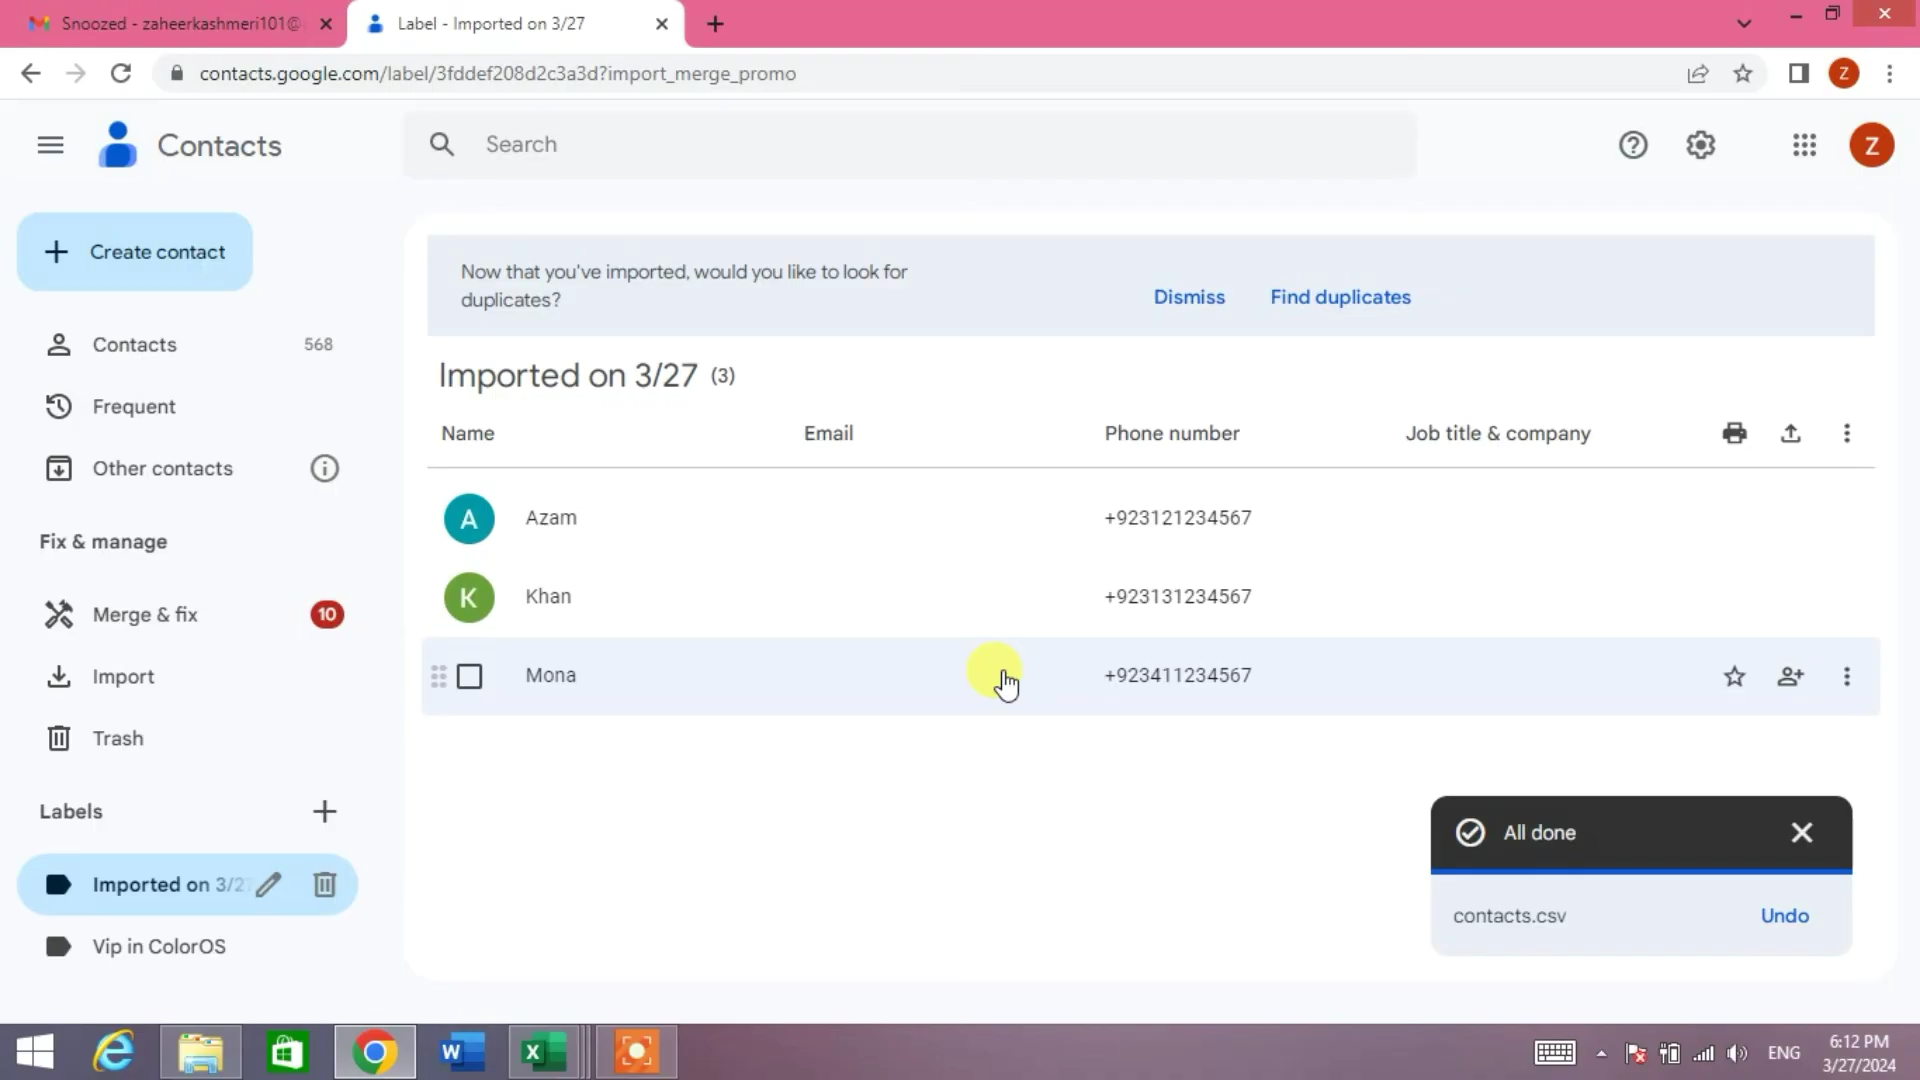 Snoozed - zaheerkashmeri101@
Label - Imported on 3/27
contacts.google.com/label/3fddef208d2c3a3d?import_merge_promo
Z
Contacts
Search
Z
Create contact
Now that you've imported, would you like to look for
duplicates?
Dismiss
Find duplicates
Contacts
568
Frequent
Other contacts
Fix & manage
Merge & fix
10
Import
Trash
Labels
Imported on 3/27
Vip in ColorOS
Imported on 3/27 (3)
Name
Email
Phone number
Job title & company
A
Azam
+923121234567
K
Khan
+923131234567
Mona
+923411234567
All done
contacts.csv
Undo
ENG
6:12 PM
3/27/2024